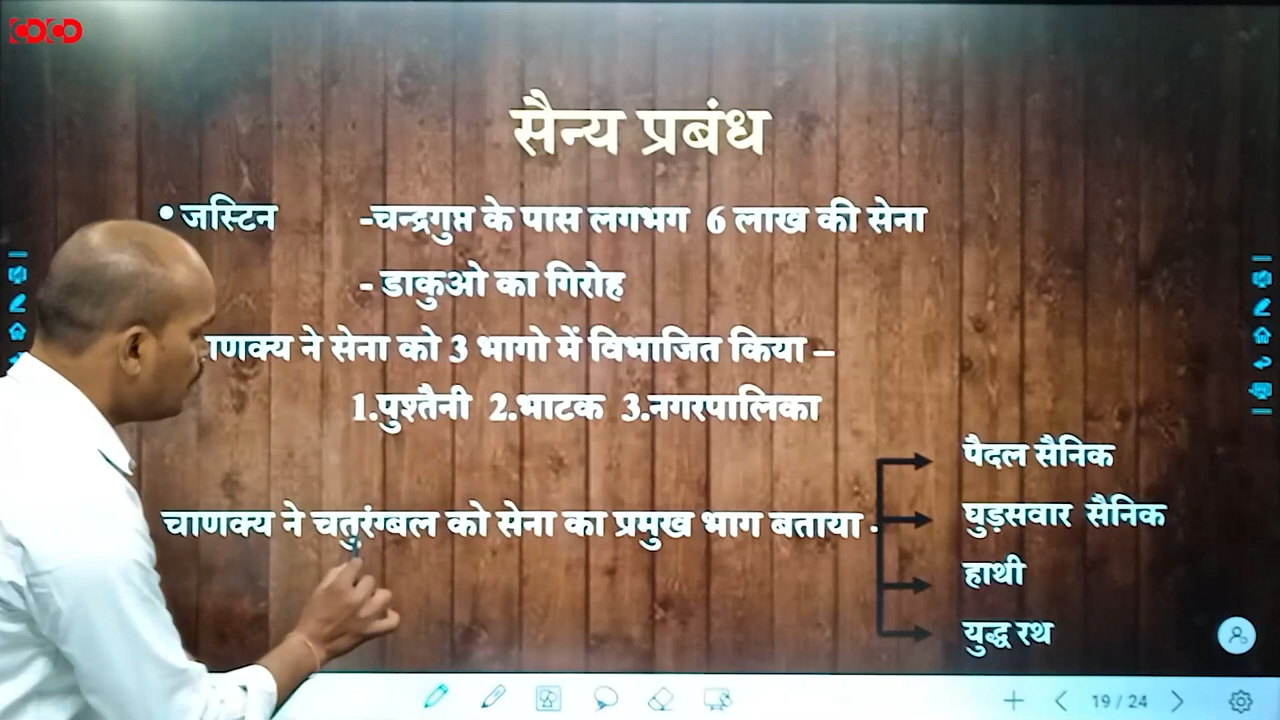 COCO
सैन्य प्रबंध
• जस्टिन -चन्द्रगुप्त के पास लगभग 6 लाख की सेना
- डाकुओ का गिरोह
ने सेना को 3 भागो में विभाजित किया –
1.पुश्तैनी 2.भाटक 3.नगरपालिका
चाणक्य ने चतुरंग्बल को सेना का प्रमुख भाग बताया -
पैदल सैनिक
घुड़सवार सैनिक
हाथी
युद्ध रथ
19 / 24